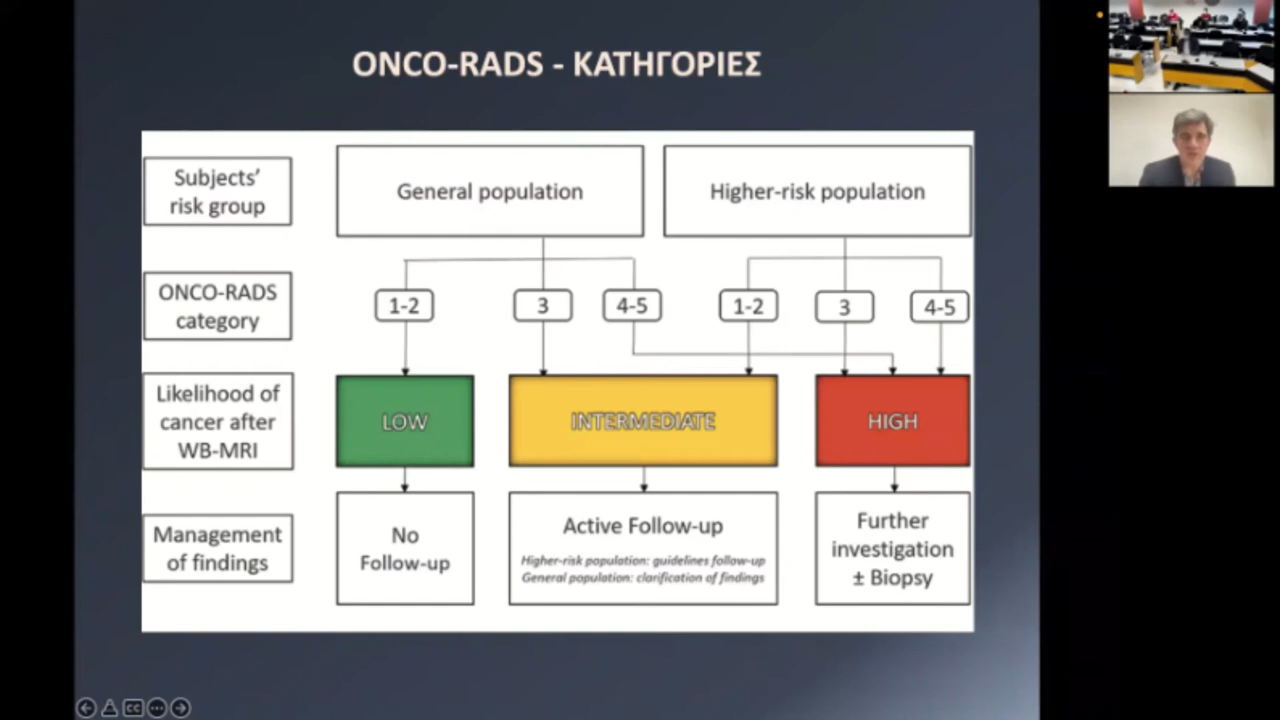 ONCO-RADS - ΚΑΤΗΓΟΡΙΕΣ
Subjects’
risk group
General population
Higher-risk population
ONCO-RADS
category
1-2
3
4-5
1-2
3
4-5
Likelihood of
cancer after
WB-MRI
LOW
INTERMEDIATE
HIGH
Management
of findings
No
Follow-up
Active Follow-up
Higher-risk population: guidelines follow-up
General population: clarification of findings
Further
investigation
± Biopsy
CC